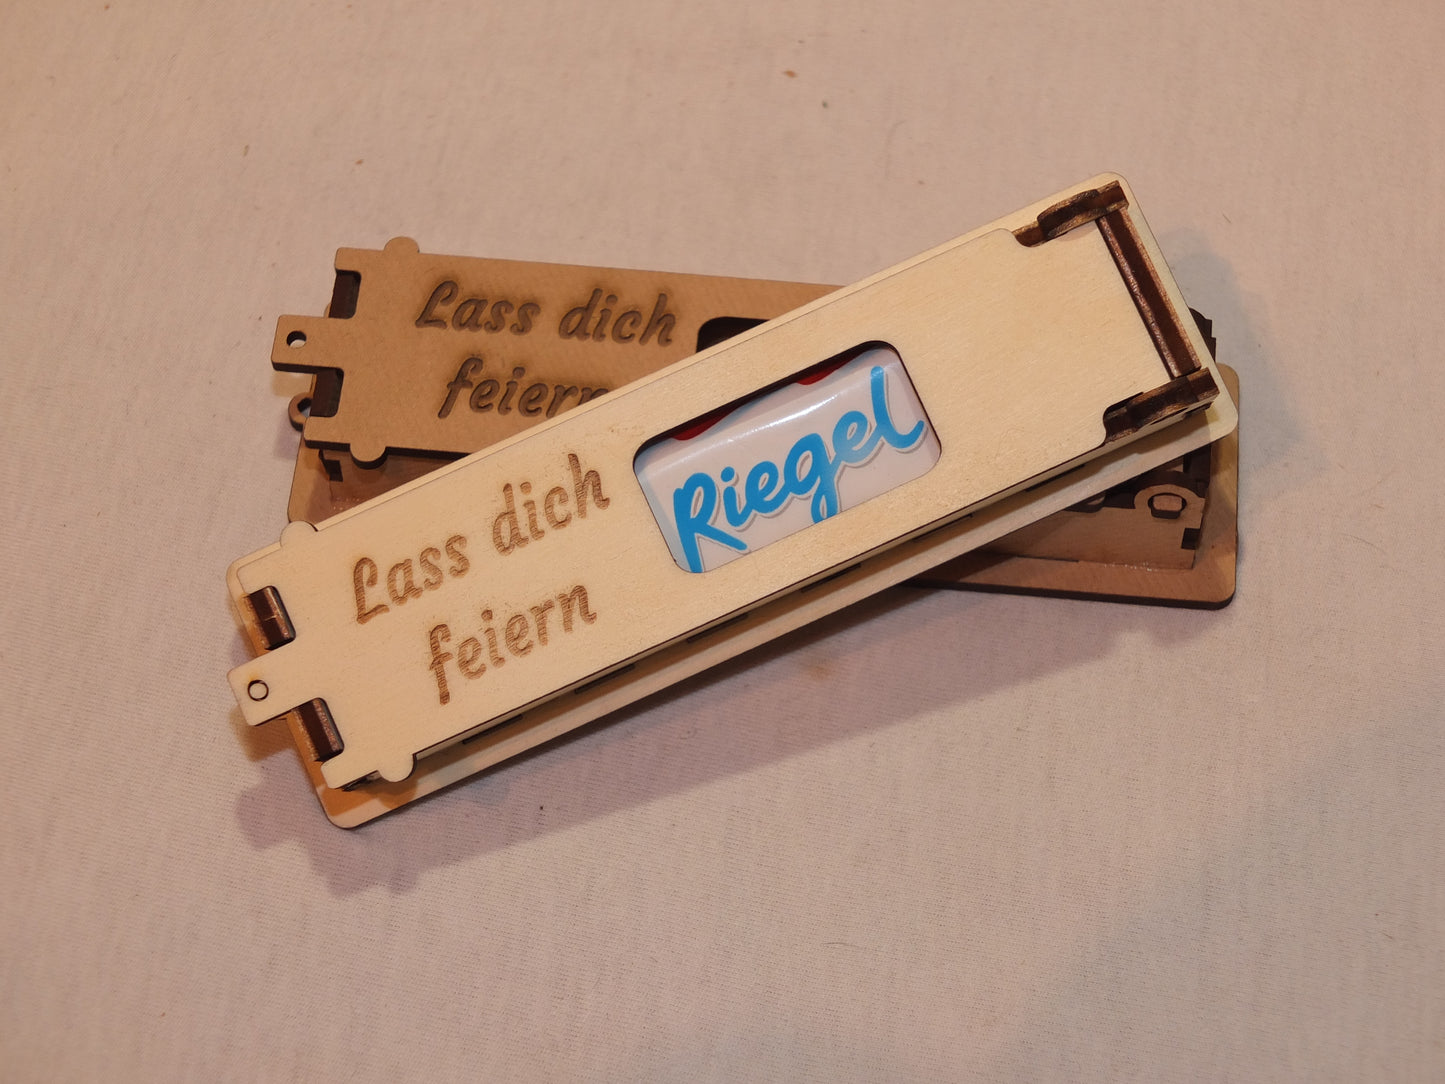 Lass dich
feiern
Lass dich
feiern
Riegel